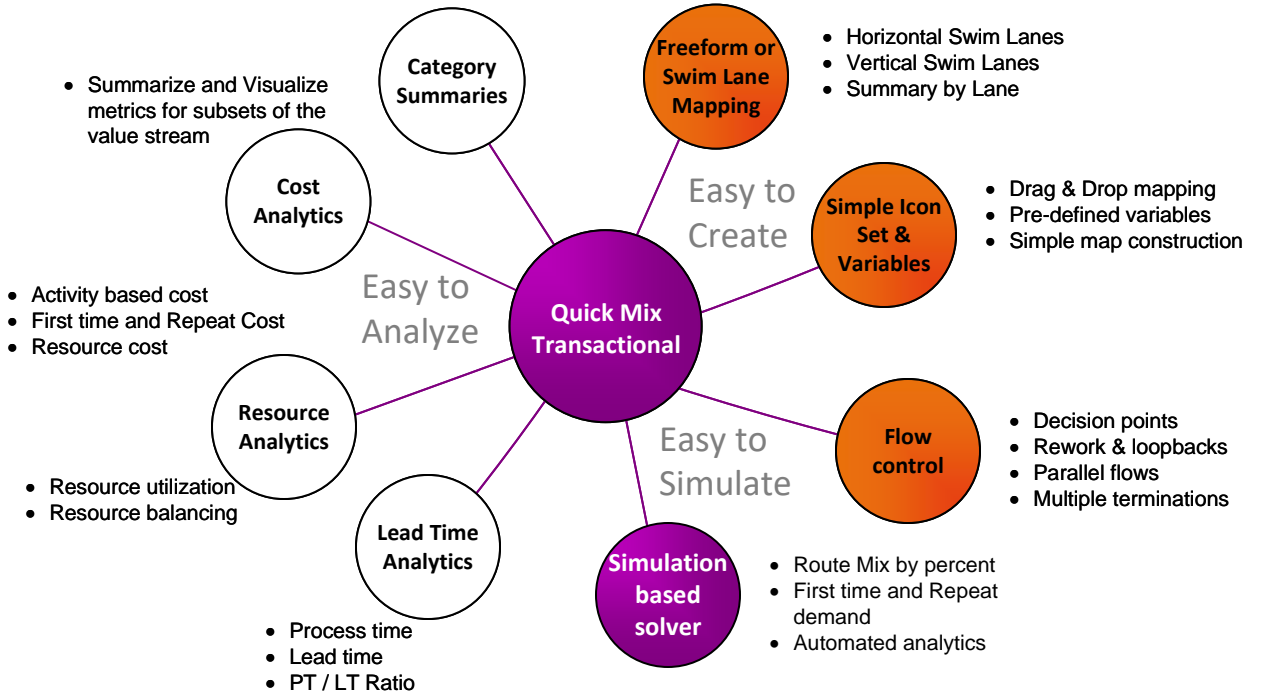 Category
Summaries
• Summarize and Visualize
metrics for subsets of the
value stream
Freeform or
Swim Lane
Mapping
• Horizontal Swim Lanes
• Vertical Swim Lanes
• Summary by Lane
Cost
Analytics
• Activity based cost
• First time and Repeat Cost
• Resource cost
Easy to
Create
Simple Icon
Set &
Variables
• Drag & Drop mapping
• Pre-defined variables
• Simple map construction
Easy to
Analyze
Quick Mix
Transactional
Resource
Analytics
• Resource utilization
• Resource balancing
Easy to
Simulate
Flow
control
• Decision points
• Rework & loopbacks
• Parallel flows
• Multiple terminations
Lead Time
Analytics
• Process time
• Lead time
• PT / LT Ratio
Simulation
based
solver
• Route Mix by percent
• First time and Repeat
demand
• Automated analytics